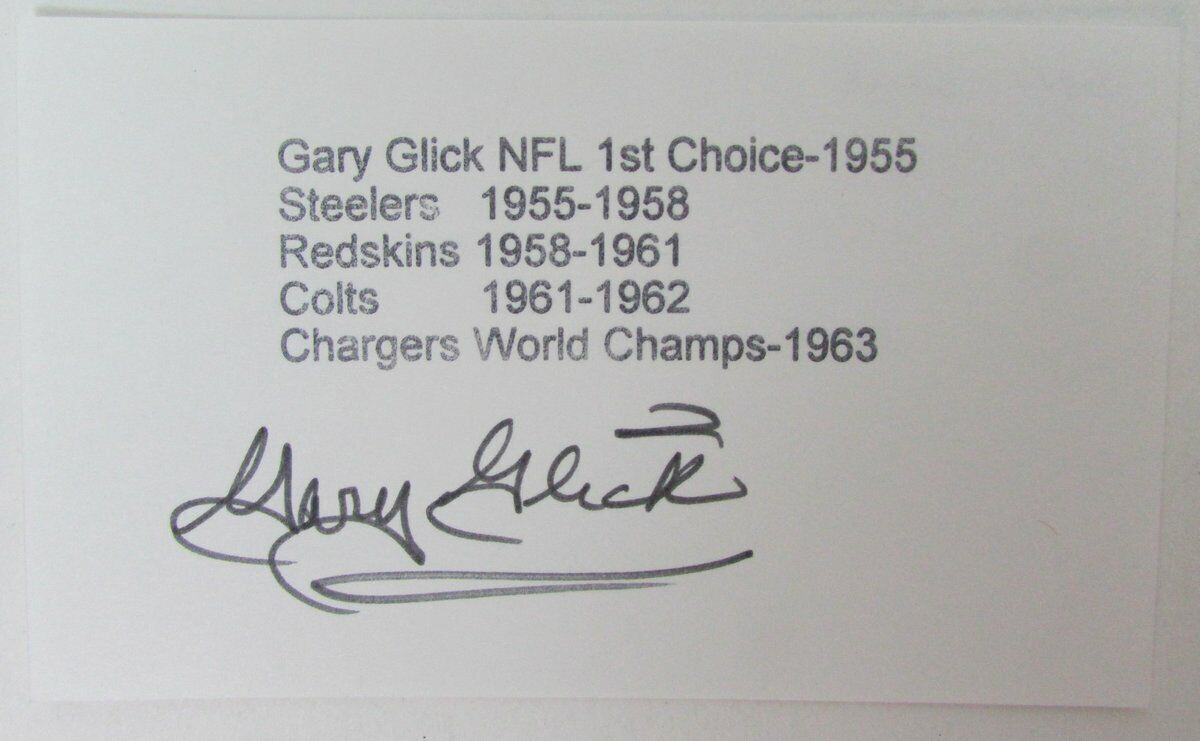 Gary Glick NFL 1st Choice-1955
Steelers 1955-1958
Redskins 1958-1961
Colts 1961-1962
Chargers World Champs-1963
Gary Glick